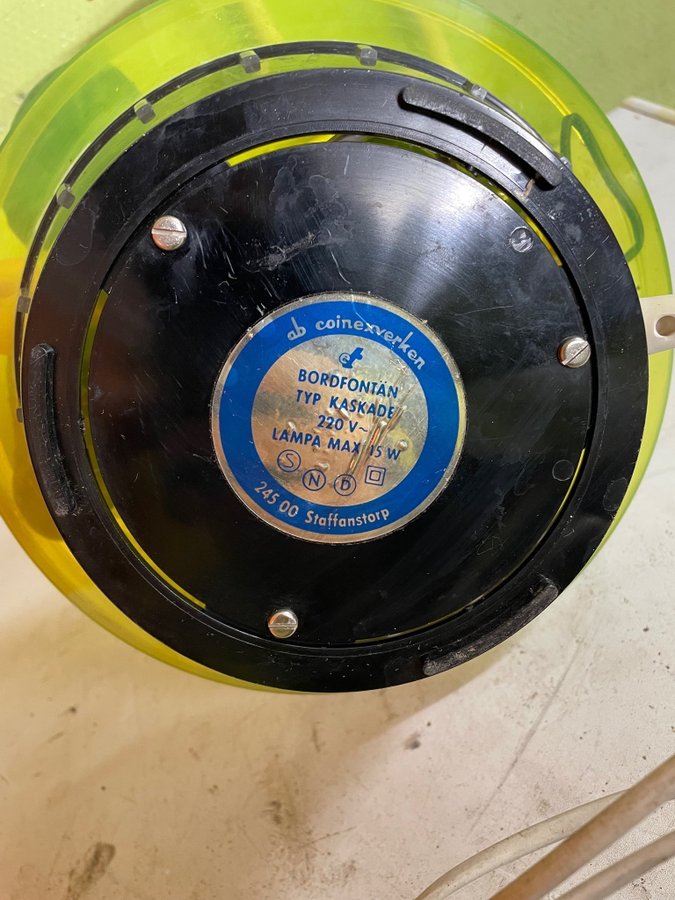 ab coinexverken
BORDFONTÄN
TYP KASKADE
220 V~
LAMPA MAX 15 W
S N D
245 00 Staffanstorp